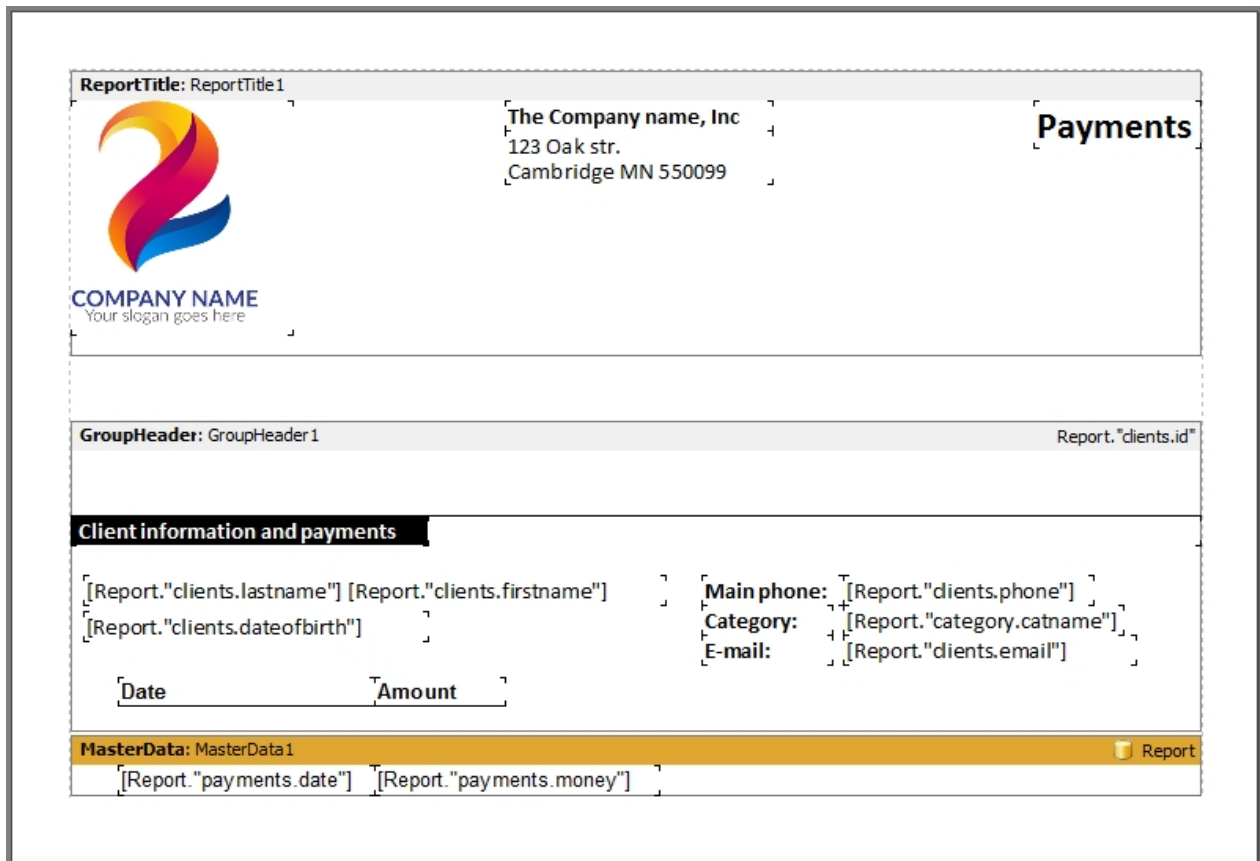 ReportTitle: ReportTitle1
The Company name, Inc
Payments
123 Oak str.
Cambridge MN 550099
COMPANY NAME
Your slogan goes here
GroupHeader: GroupHeader1 Report."clients.id"
Client information and payments
[Report."clients.lastname"] [Report."clients.firstname"] Main phone: [Report."clients.phone"]
[Report."clients.dateofbirth"] Category: [Report."category.catname"]
E-mail: [Report."clients.email"]
Date Amount
MasterData: MasterData1 Report
[Report."payments.date"] [Report."payments.money"]